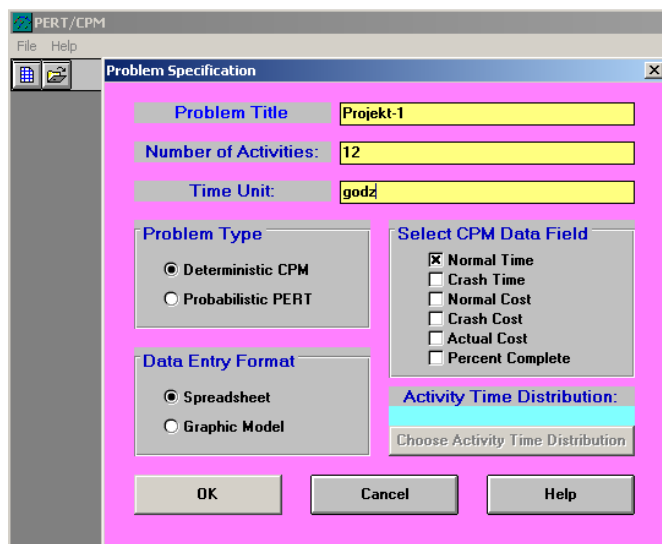 PERT/CPM
File Help
Problem Specification
Problem Title
Projekt-1
Number of Activities:
12
Time Unit:
godz
Problem Type
Deterministic CPM
Probabilistic PERT
Select CPM Data Field
Normal Time
Crash Time
Normal Cost
Crash Cost
Actual Cost
Percent Complete
Data Entry Format
Spreadsheet
Graphic Model
Activity Time Distribution:
Choose Activity Time Distribution
OK
Cancel
Help